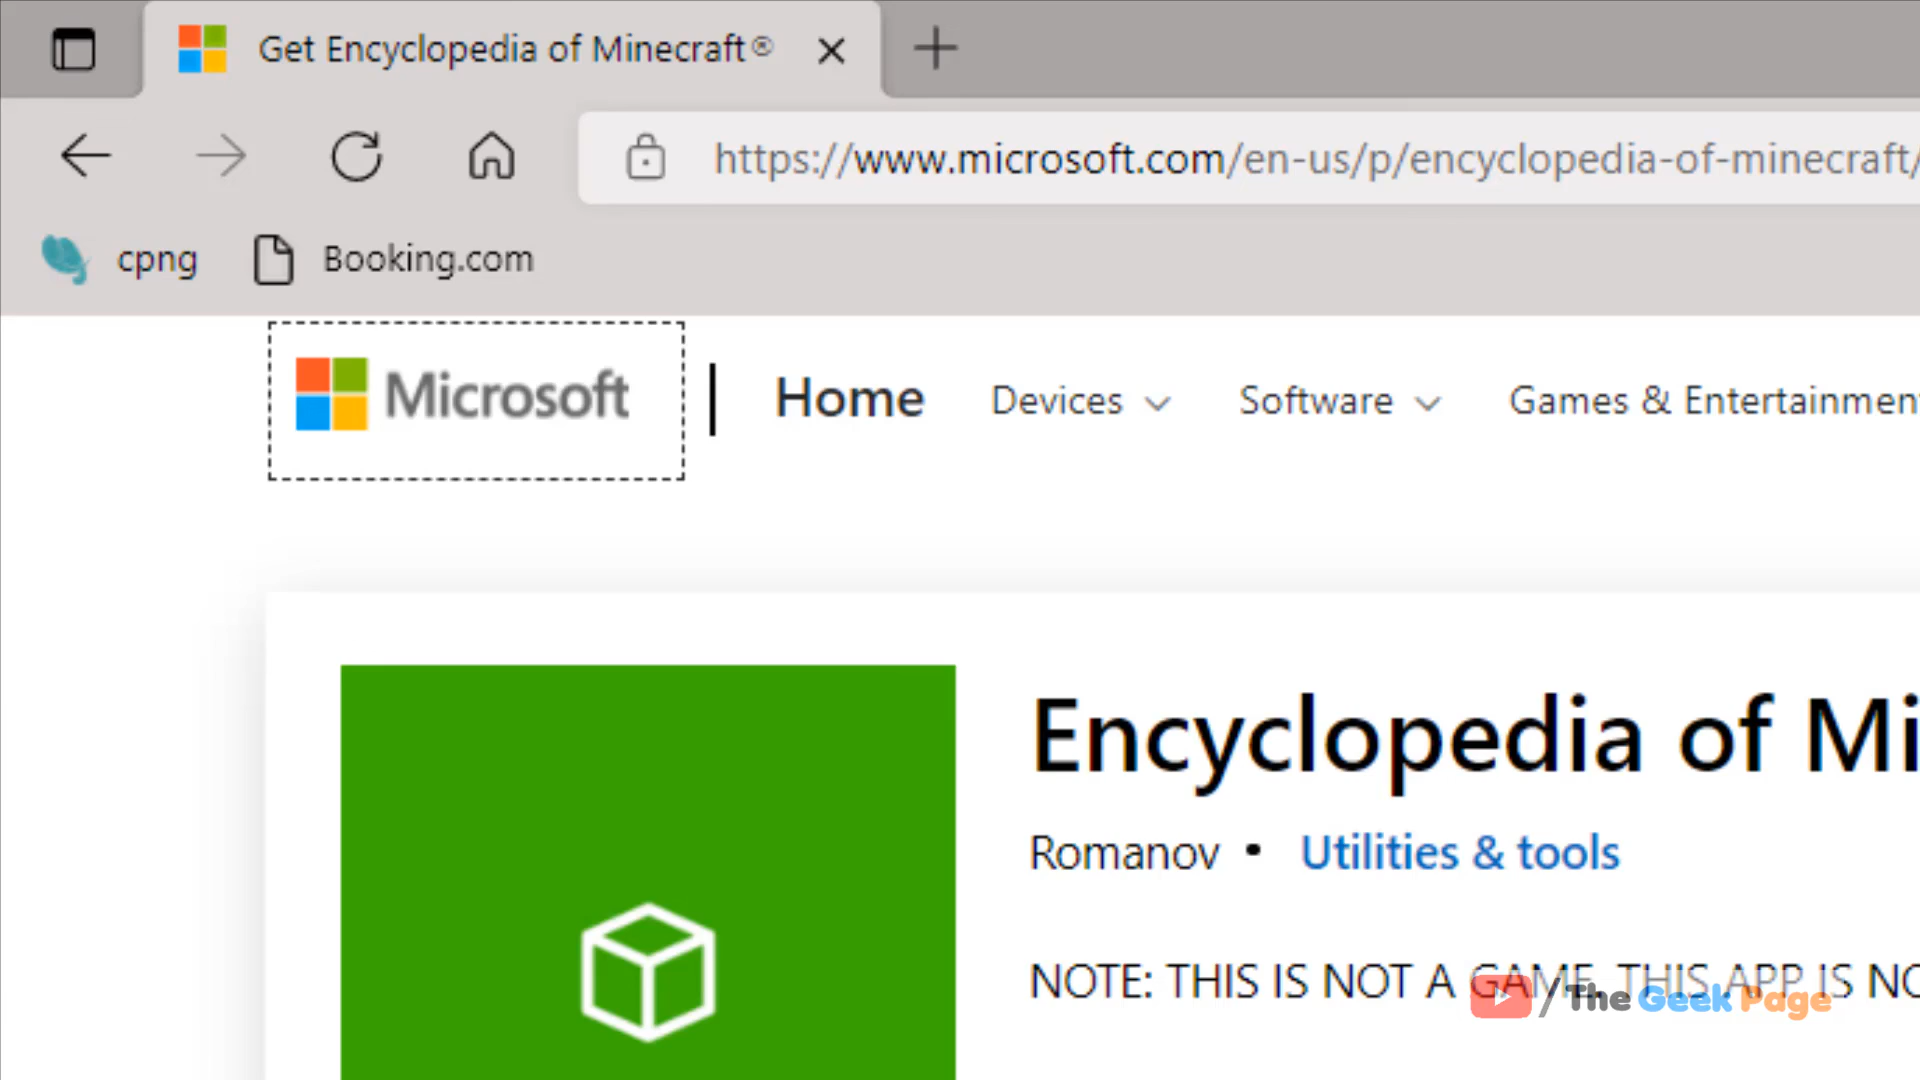 Get Encyclopedia of Minecraft®
https://www.microsoft.com/en-us/p/encyclopedia-of-minecraft/
cpng Booking.com
Microsoft Home Devices Software Games & Entertainment
Encyclopedia of Mi
Romanov • Utilities & tools
NOTE: THIS IS NOT A GAME. THIS APP IS NO
/The Geek Page